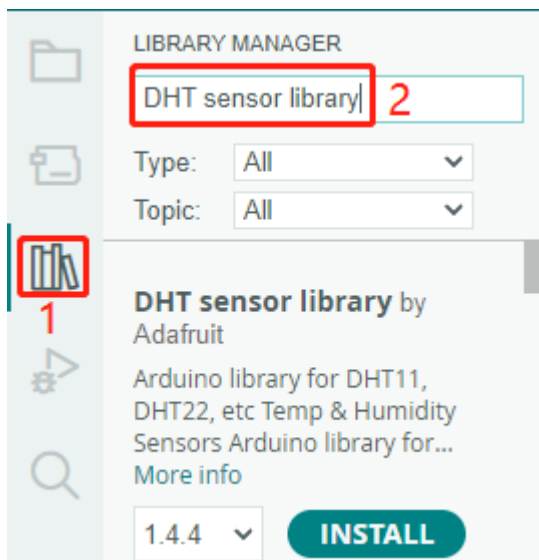 LIBRARY MANAGER
DHT sensor library 2
Type: All
Topic: All
1
DHT sensor library by
Adafruit
Arduino library for DHT11,
DHT22, etc Temp & Humidity
Sensors Arduino library for...
More info
1.4.4 INSTALL